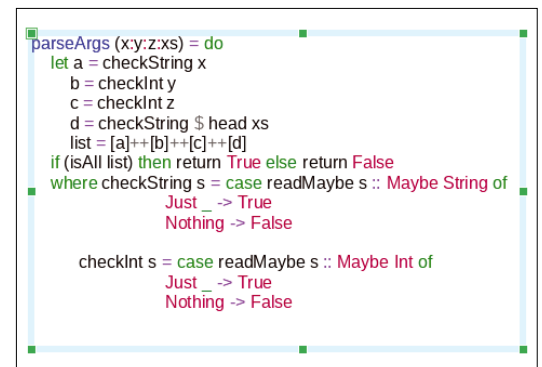 parseArgs (x:y:z:xs) = do
let a = checkString x
b = checkInt y
c = checkInt z
d = checkString $ head xs
list = [a]++[b]++[c]++[d]
if (isAll list) then return True else return False
where checkString s = case readMaybe s :: Maybe String of
Just _ -> True
Nothing -> False
checkInt s = case readMaybe s :: Maybe Int of
Just _ -> True
Nothing -> False